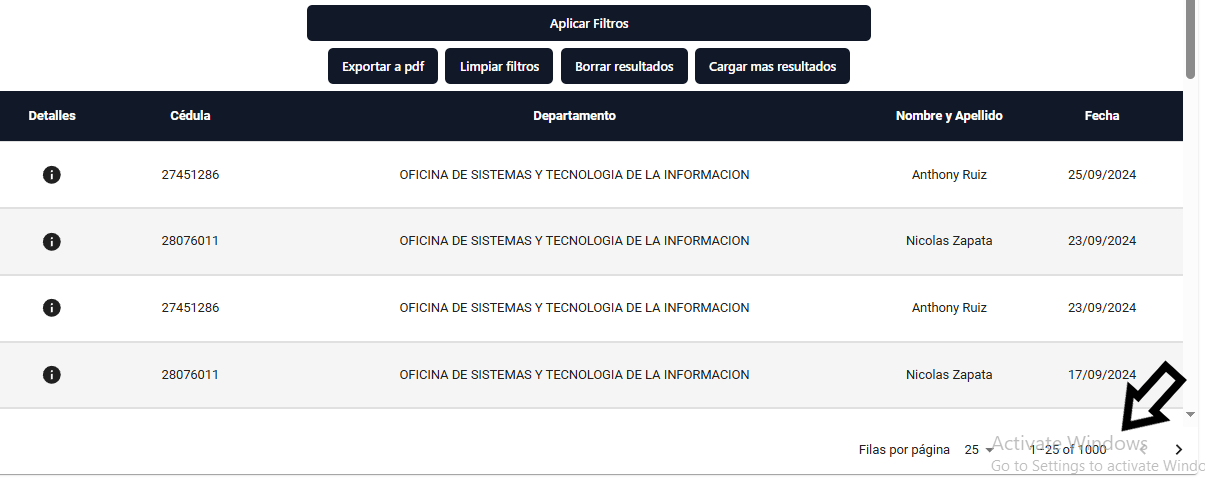 Aplicar Filtros
Exportar a pdf Limpiar filtros Borrar resultados Cargar mas resultados
Detalles Cédula Departamento Nombre y Apellido Fecha
27451286 OFICINA DE SISTEMAS Y TECNOLOGIA DE LA INFORMACION Anthony Ruiz 25/09/2024
28076011 OFICINA DE SISTEMAS Y TECNOLOGIA DE LA INFORMACION Nicolas Zapata 23/09/2024
27451286 OFICINA DE SISTEMAS Y TECNOLOGIA DE LA INFORMACION Anthony Ruiz 23/09/2024
28076011 OFICINA DE SISTEMAS Y TECNOLOGIA DE LA INFORMACION Nicolas Zapata 17/09/2024
Filas por página 25 1–25 of 1000
Activate Windows
Go to Settings to activate Windo